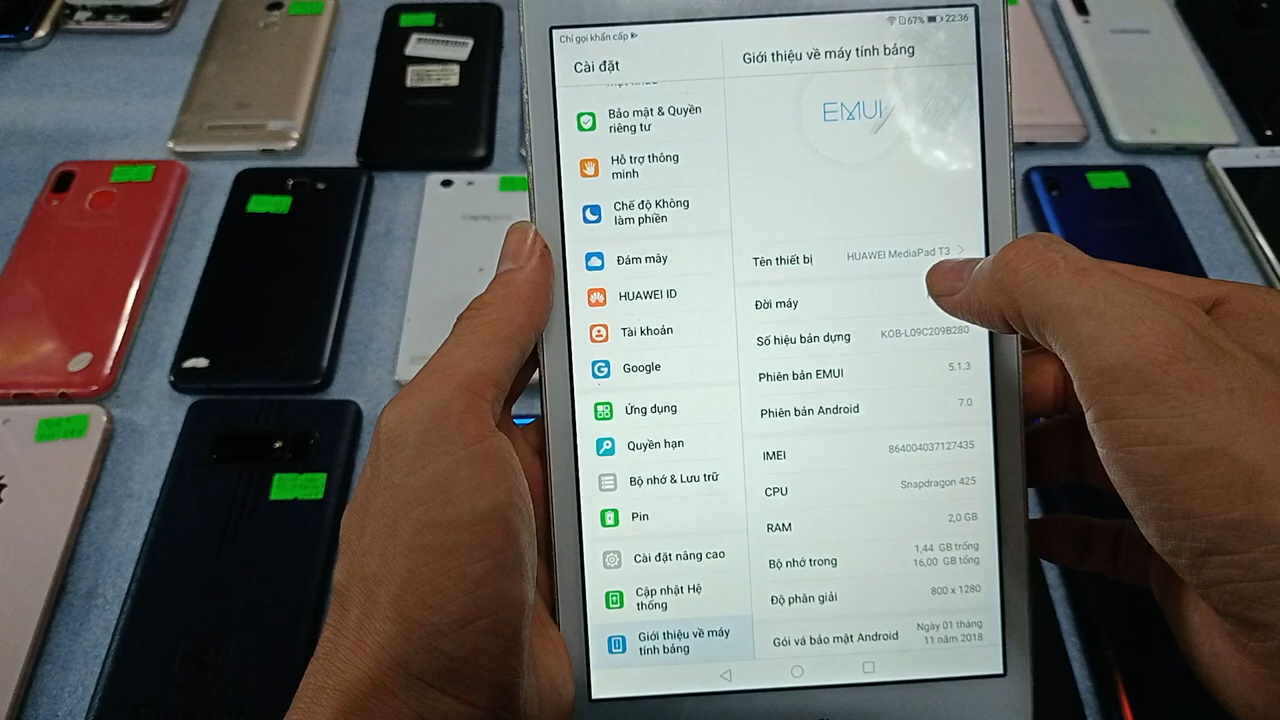 Chỉ gọi khẩn cấp
67% 22:36
Cài đặt
Giới thiệu về máy tính bảng
EMUI
Bảo mật & Quyền
riêng tư
Hỗ trợ thông
minh
Chế độ Không
làm phiền
Đám mây
HUAWEI ID
Tài khoản
Google
Ứng dụng
Quyền hạn
Bộ nhớ & Lưu trữ
Pin
Cài đặt nâng cao
Cập nhật Hệ
thống
Giới thiệu về máy
tính bảng
Tên thiết bị HUAWEI MediaPad T3
Đời máy
Số hiệu bản dựng KOB-L09C209B280
Phiên bản EMUI 5.1.3
Phiên bản Android 7.0
IMEI 864004037127435
CPU Snapdragon 425
RAM 2,0 GB
Bộ nhớ trong 1,44 GB trống
16,00 GB tổng
Độ phân giải 800 x 1280
Gói vá bảo mật Android Ngày 01 tháng
11 năm 2018